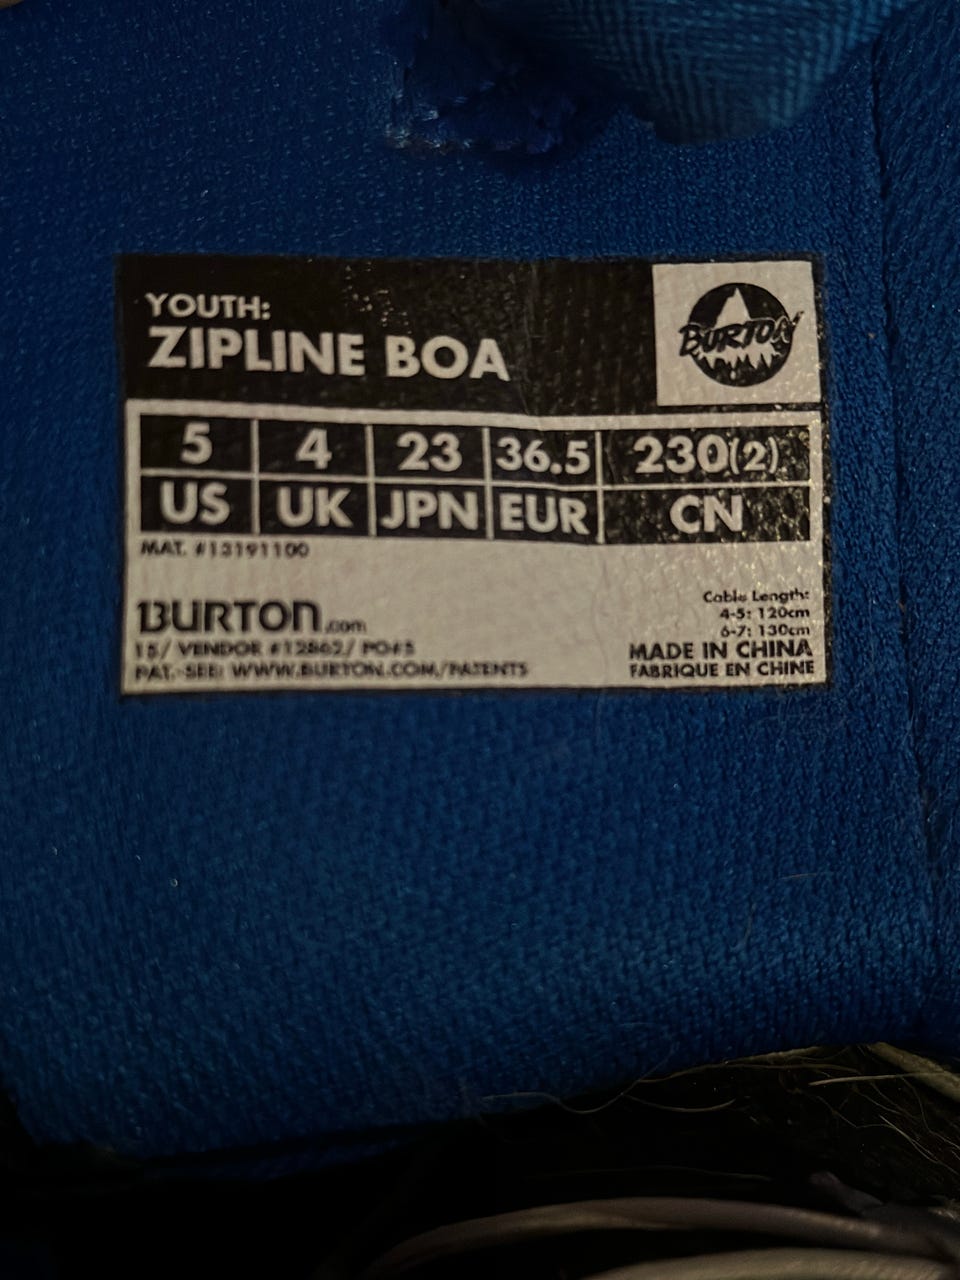 YOUTH:
ZIPLINE BOA
BURTON
5 4 23 36.5 230(2)
US UK JPN EUR CN
MAT. #13191100
BURTON.com
15/ VENDOR #12862/ PO#5
PAT. SEE: WWW.BURTON.COM/PATENTS
Cable Length:
4-5: 120cm
6-7: 130cm
MADE IN CHINA
FABRIQUE EN CHINE